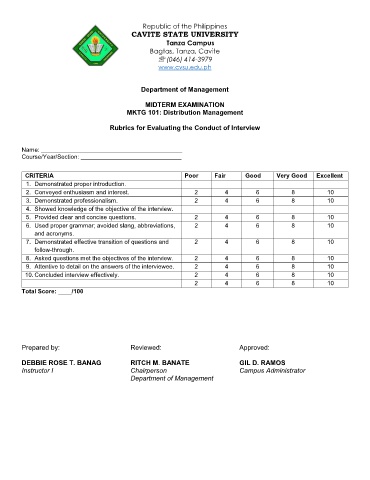 Republic of the Philippines
CAVITE STATE UNIVERSITY
Tanza Campus
Bagtas, Tanza, Cavite
☏ (046) 414-3979
www.cvsu.edu.ph
Department of Management
MIDTERM EXAMINATION
MKTG 101: Distribution Management
Rubrics for Evaluating the Conduct of Interview
Name: ____________________
Course/Year/Section: ____________________
CRITERIA Poor Fair Good Very Good Excellent
1. Demonstrated proper introduction.
2. Conveyed enthusiasm and interest. 2 4 6 8 10
3. Demonstrated professionalism. 2 4 6 8 10
4. Showed knowledge of the objective of the interview.
5. Provided clear and concise questions. 2 4 6 8 10
6. Used proper grammar; avoided slang, abbreviations, 2 4 6 8 10
and acronyms.
7. Demonstrated effective transition of questions and 2 4 6 8 10
follow-through.
8. Asked questions met the objectives of the interview. 2 4 6 8 10
9. Attentive to detail on the answers of the interviewee. 2 4 6 8 10
10. Concluded interview effectively. 2 4 6 8 10
2 4 6 8 10
Total Score: ____/100
Prepared by: Reviewed: Approved:
DEBBIE ROSE T. BANAG RITCH M. BANATE GIL D. RAMOS
Instructor I Chairperson Campus Administrator
Department of Management